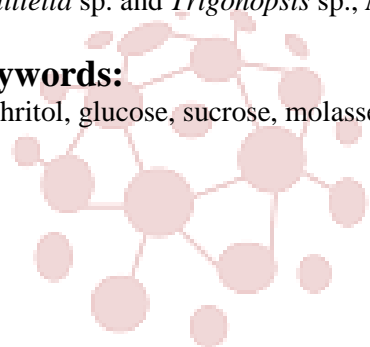 sp. and Trigonopsis sp.,
ywords:
hritol, glucose, sucrose, molasse